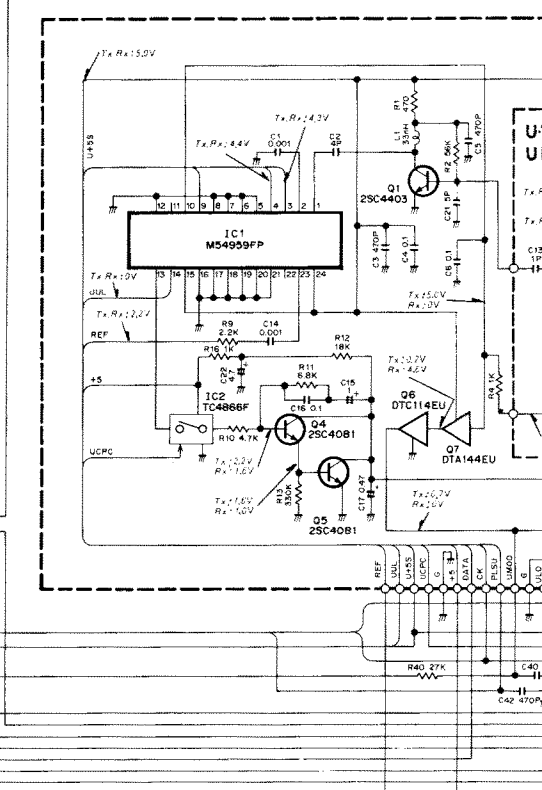 Tx.Rx:5.0V
U+5S
Tx.Rx:4.4V
C1
0.001
Tx.Rx:4.3V
C2
4P
R1
470
L1
33nH
R2 56K
C5 470P
Q1
2SC4403
C21 5P
12 11 10 9 8 7 6 5 4 3 2 1
IC1
M54959FP
13 14 15 16 17 18 19 20 21 22 23 24
C3 470P
C4 0.1
C6 0.1
C13
1P
Tx.Rx:0V
UUL
Tx.Rx:2.2V
REF
Tx:5.0V
Rx:0V
R9
2.2K
C14
0.001
R16 1K
R12
18K
C22
4.7
R11
6.8K
C15
1
C16 0.1
+5
IC2
TC4S66F
R10 4.7K
Q4
2SC4081
Tx:0.2V
Rx:4.6V
Q6
DTC114EU
Q7
DTA144EU
R4 1K
UCPC
Tx:2.2V
Rx:1.6V
Tx:1.6V
Rx:1.0V
R13
330K
Q5
2SC4081
C17 0.47
Tx:0.7V
Rx:0V
REF
UUL
U+5S
UCPC
G
+5
DATA
CK
PLSU
UMOD
G
ULO
R40 27K
C40
C42 470P